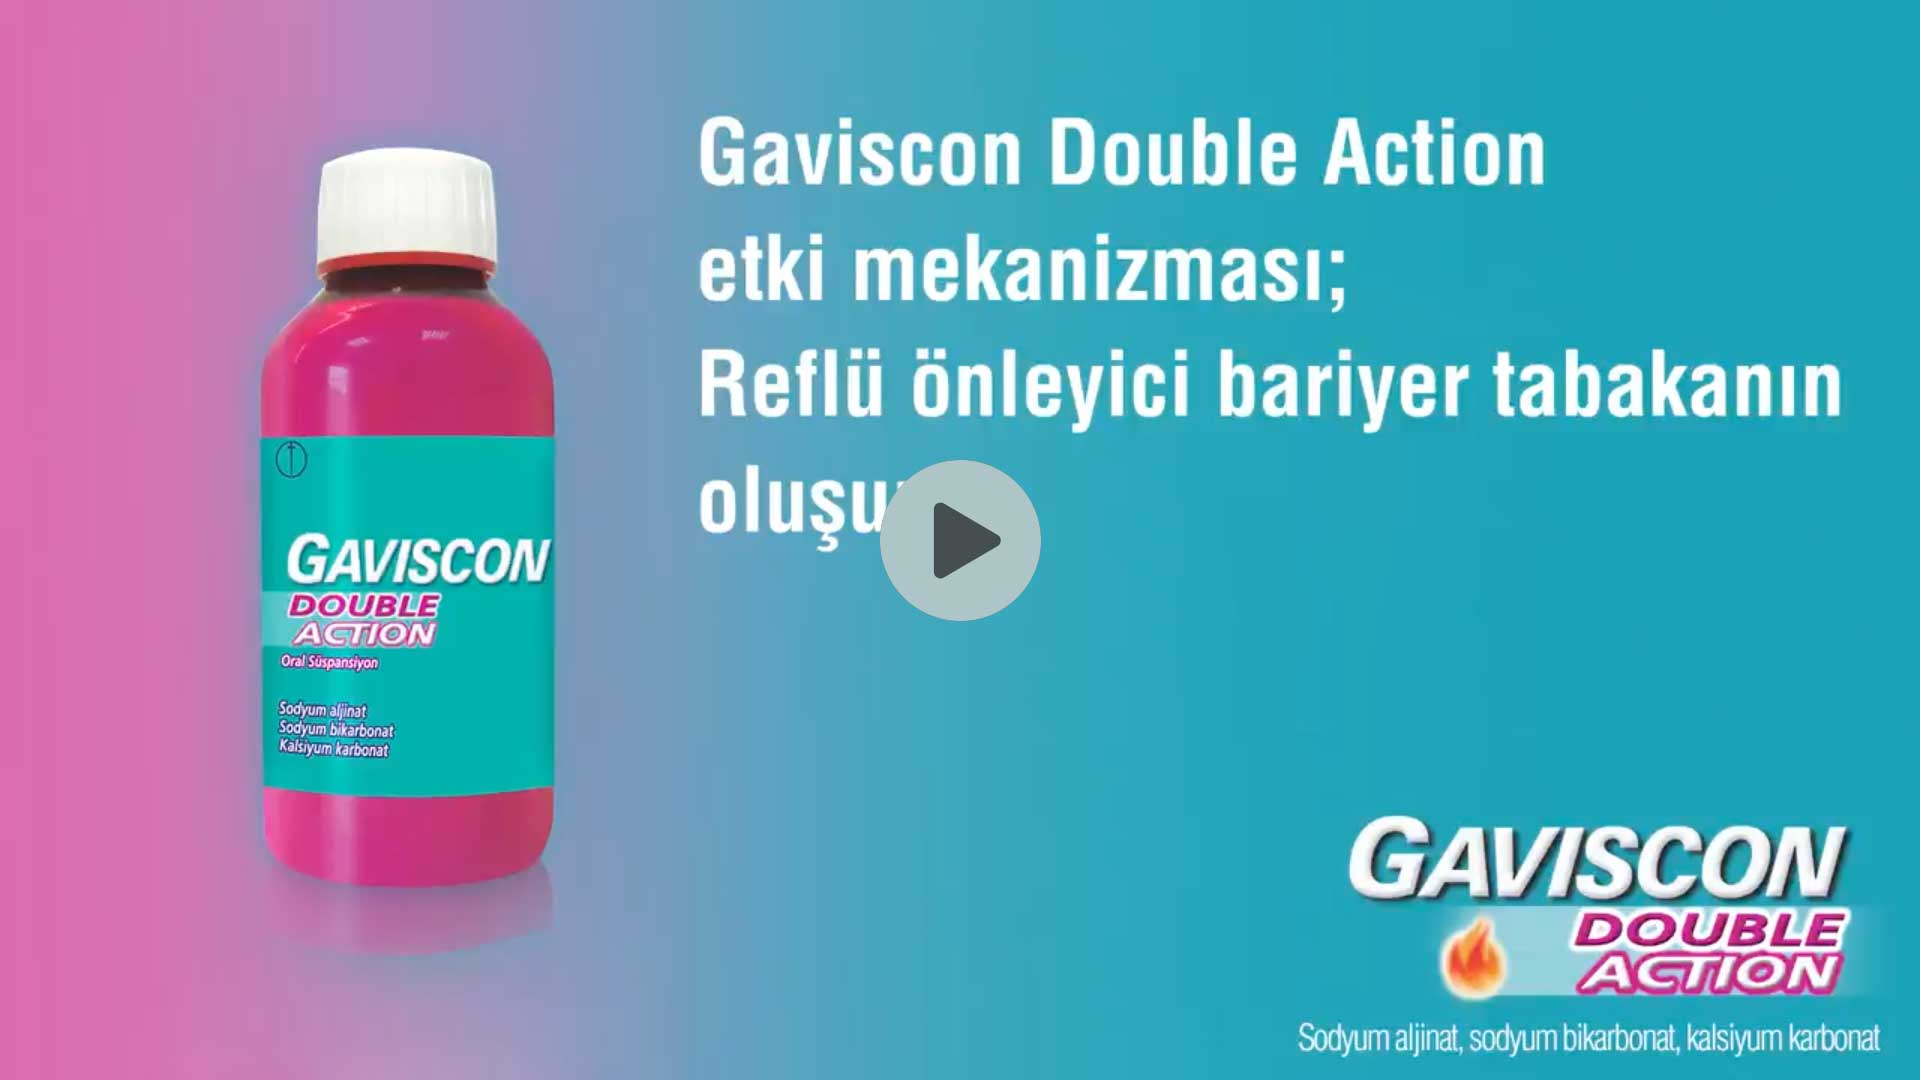 Gaviscon Double Action
etki mekanizması;
Reflü önleyici bariyer tabakanın
GAVISCON
DOUBLE
ACTION
Oral Süspansiyon
Sodyum aljinat
Sodyum bikarbonat
Kalsiyum karbonat
GAVISCON
DOUBLE
ACTION
Sodyum aljinat, sodyum bikarbonat, kalsiyum karbonat